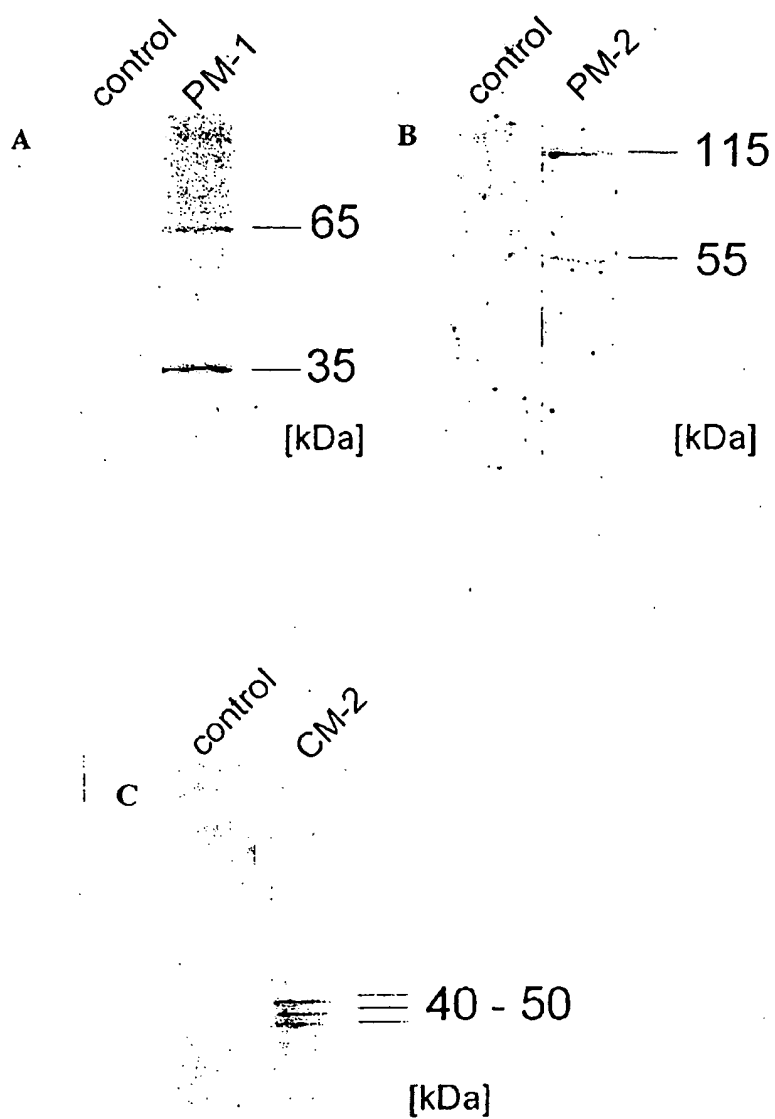 control PM-1
A
65
35
[kDa]
control PM-2
B
115
55
[kDa]
control CM-2
C
40 - 50
[kDa]